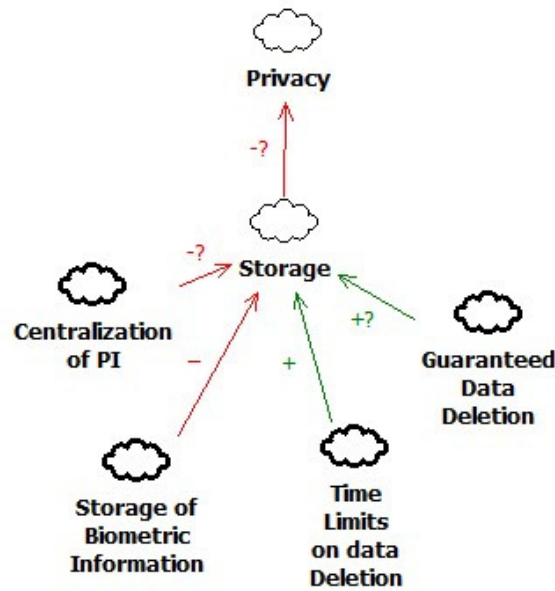 Privacy
-?
-?
Storage
Centralization
of PI
+?
Guaranteed
Data
Deletion
–
+
Storage of
Biometric
Information
Time
Limits
on data
Deletion